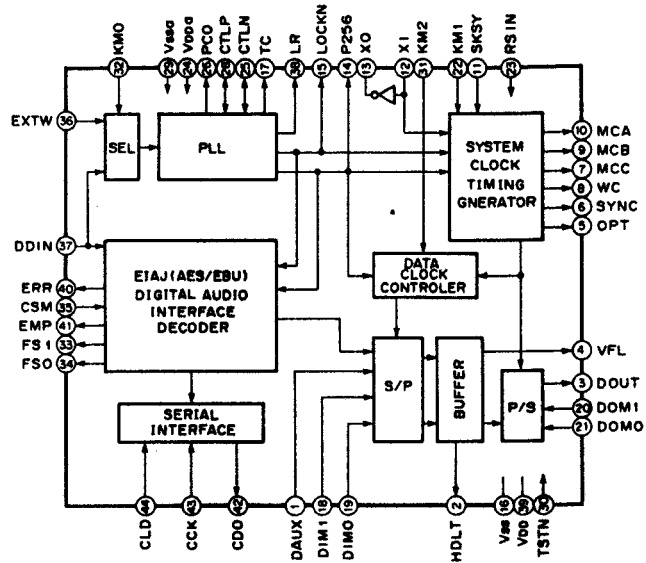 KM0
VSSa
VDDa
PCO
CTLP
CTLN
TC
LR
LOCKN
P256
XO
XI
KM2
KM1
SKSY
RSIN
32
29
24
26
28
25
17
38
15
14
13
12
31
22
11
23
EXTW 36
SEL
PLL
SYSTEM
CLOCK
TIMING
GNERATOR
10 MCA
9 MCB
7 MCC
8 WC
6 SYNC
5 OPT
DDIN 37
EIAJ(AES/EBU)
DIGITAL AUDIO
INTERFACE
DECODER
DATA
CLOCK
CONTROLER
ERR 40
CSM 35
EMP 41
FS1 33
FS0 34
S/P
BUFFER
P/S
4 VFL
3 DOUT
20 DOM1
21 DOM0
SERIAL
INTERFACE
44
43
42
1
18
19
2
16
39
30
CLD
CCK
CDO
DAUX
DIM1
DIM0
HDLT
VSS
VDD
TSTN